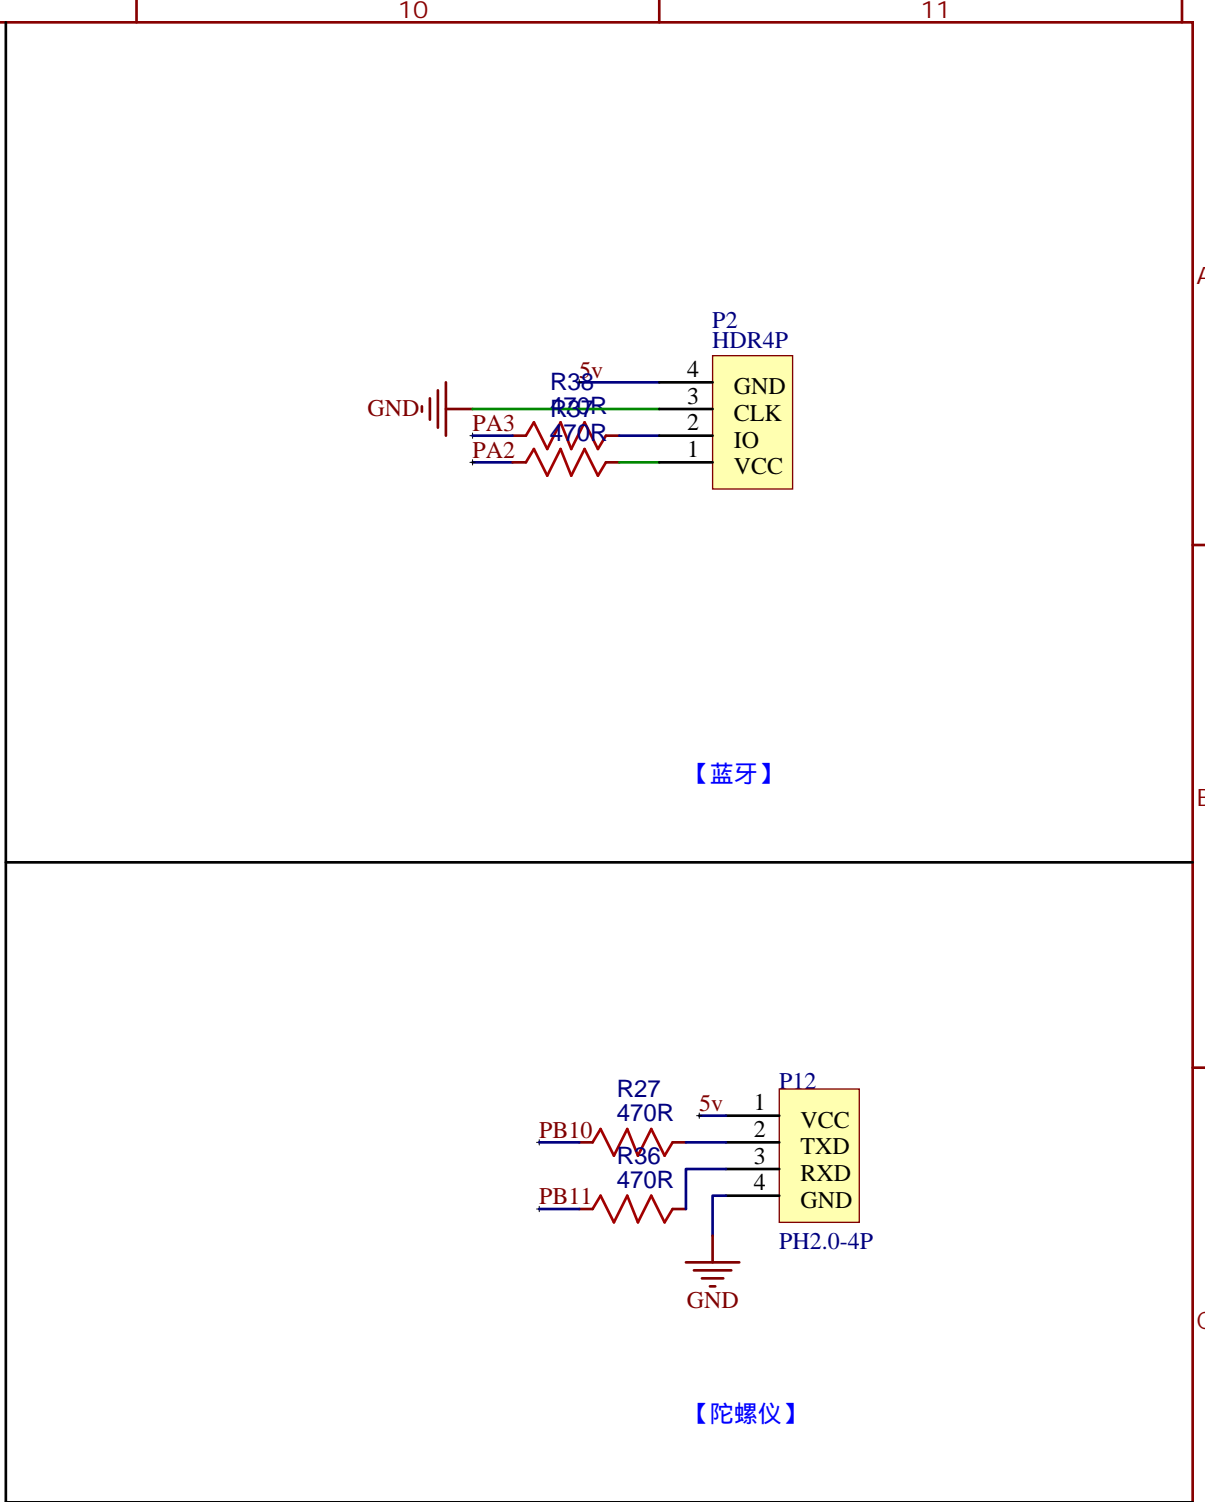 10
11
A
P2
HDR4P
5v
4
GND
R38
3
CLK
GND
470R
R37
PA3
2
IO
470R
PA2
1
VCC
【蓝牙】
B
P12
R27
5v
1
VCC
470R
PB10
2
TXD
R36
3
RXD
470R
PB11
4
GND
PH2.0-4P
GND
C
【陀螺仪】